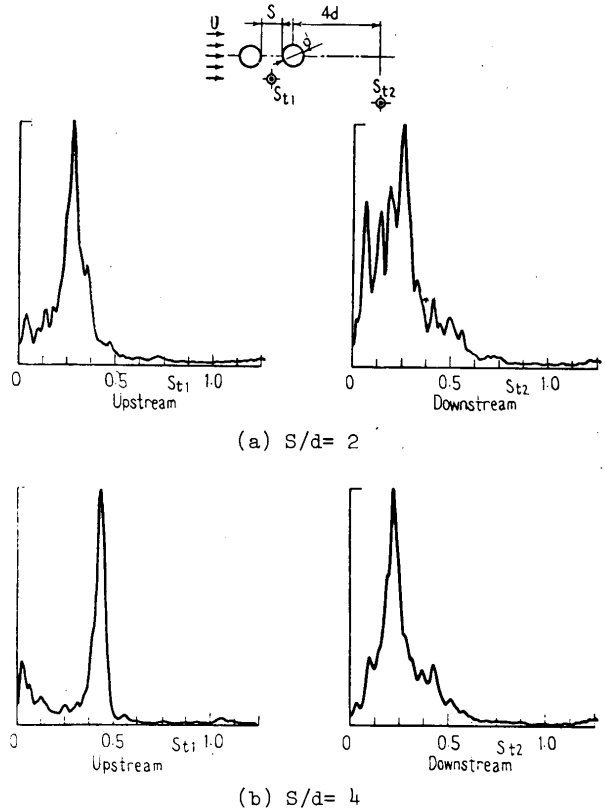 U S 4d
d
St1 St2
0 0.5 St1 1.0
Upstream
0 0.5 St2 1.0
Downstream
(a) S/d= 2
0 0.5 St1 1.0
Upstream
0 0.5 St2 1.0
Downstream
(b) S/d= 4